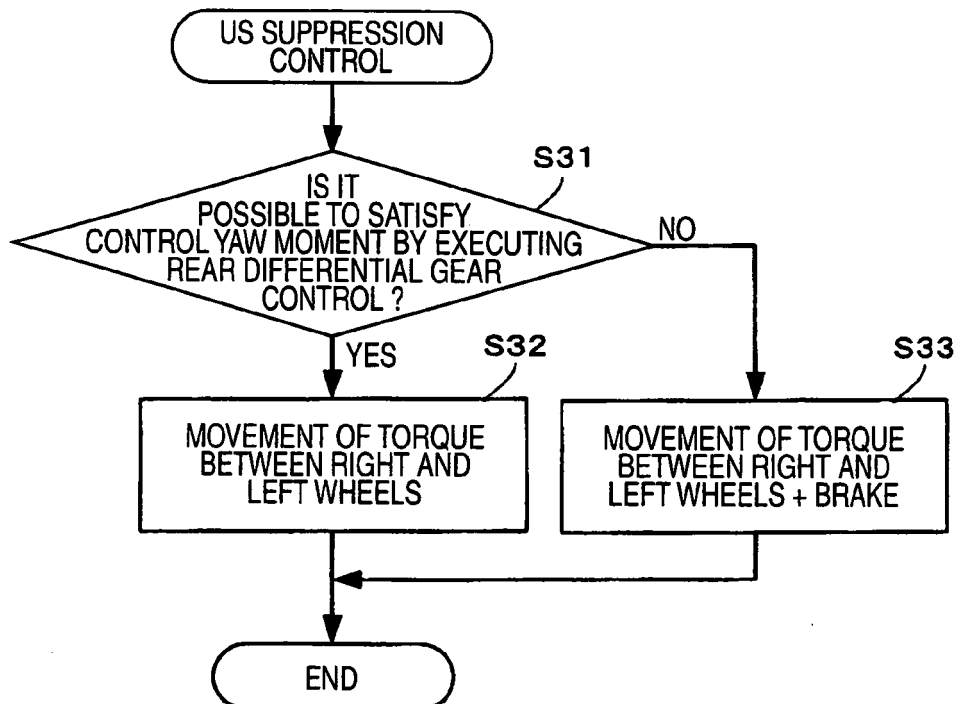 US SUPPRESSION
CONTROL
S31
IS IT
POSSIBLE TO SATISFY
CONTROL YAW MOMENT BY EXECUTING
REAR DIFFERENTIAL GEAR
CONTROL ?
NO
YES
S32
MOVEMENT OF TORQUE
BETWEEN RIGHT AND
LEFT WHEELS
S33
MOVEMENT OF TORQUE
BETWEEN RIGHT AND
LEFT WHEELS + BRAKE
END